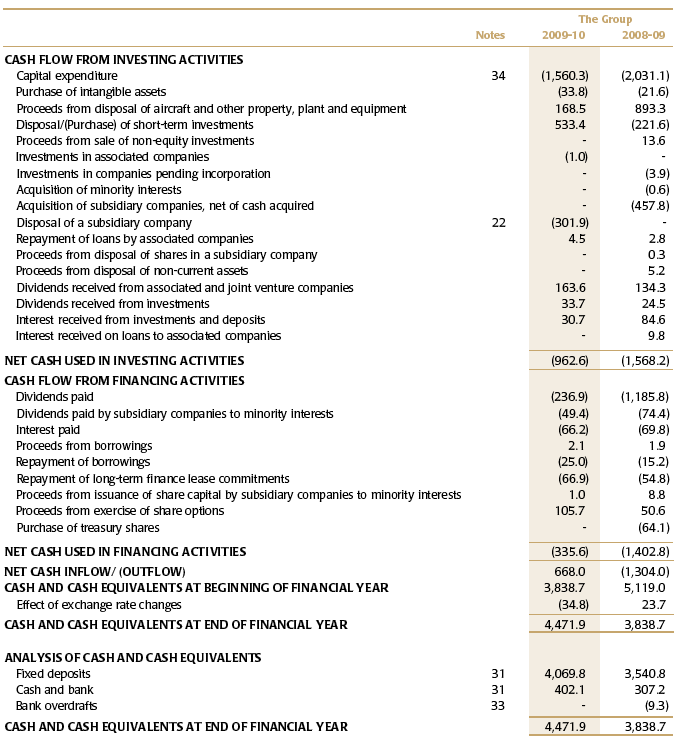 The Group
Notes 2009-10 2008-09
CASH FLOW FROM INVESTING ACTIVITIES
Capital expenditure 34 (1,560.3) (2,031.1)
Purchase of intangible assets (33.8) (21.6)
Proceeds from disposal of aircraft and other property, plant and equipment 168.5 893.3
Disposal/(Purchase) of short-term investments 533.4 (221.6)
Proceeds from sale of non-equity investments - 13.6
Investments in associated companies (1.0) -
Investments in companies pending incorporation - (3.9)
Acquisition of minority interests - (0.6)
Acquisition of subsidiary companies, net of cash acquired - (457.8)
Disposal of a subsidiary company 22 (301.9) -
Repayment of loans by associated companies 4.5 2.8
Proceeds from disposal of shares in a subsidiary company - 0.3
Proceeds from disposal of non-current assets - 5.2
Dividends received from associated and joint venture companies 163.6 134.3
Dividends received from investments 33.7 24.5
Interest received from investments and deposits 30.7 84.6
Interest received on loans to associated companies - 9.8
NET CASH USED IN INVESTING ACTIVITIES (962.6) (1,568.2)
CASH FLOW FROM FINANCING ACTIVITIES
Dividends paid (236.9) (1,185.8)
Dividends paid by subsidiary companies to minority interests (49.4) (74.4)
Interest paid (66.2) (69.8)
Proceeds from borrowings 2.1 1.9
Repayment of borrowings (25.0) (15.2)
Repayment of long-term finance lease commitments (66.9) (54.8)
Proceeds from issuance of share capital by subsidiary companies to minority interests 1.0 8.8
Proceeds from exercise of share options 105.7 50.6
Purchase of treasury shares - (64.1)
NET CASH USED IN FINANCING ACTIVITIES (335.6) (1,402.8)
NET CASH INFLOW/ (OUTFLOW) 668.0 (1,304.0)
CASH AND CASH EQUIVALENTS AT BEGINNING OF FINANCIAL YEAR 3,838.7 5,119.0
Effect of exchange rate changes (34.8) 23.7
CASH AND CASH EQUIVALENTS AT END OF FINANCIAL YEAR 4,471.9 3,838.7
ANALYSIS OF CASH AND CASH EQUIVALENTS
Fixed deposits 31 4,069.8 3,540.8
Cash and bank 31 402.1 307.2
Bank overdrafts 33 - (9.3)
CASH AND CASH EQUIVALENTS AT END OF FINANCIAL YEAR 4,471.9 3,838.7